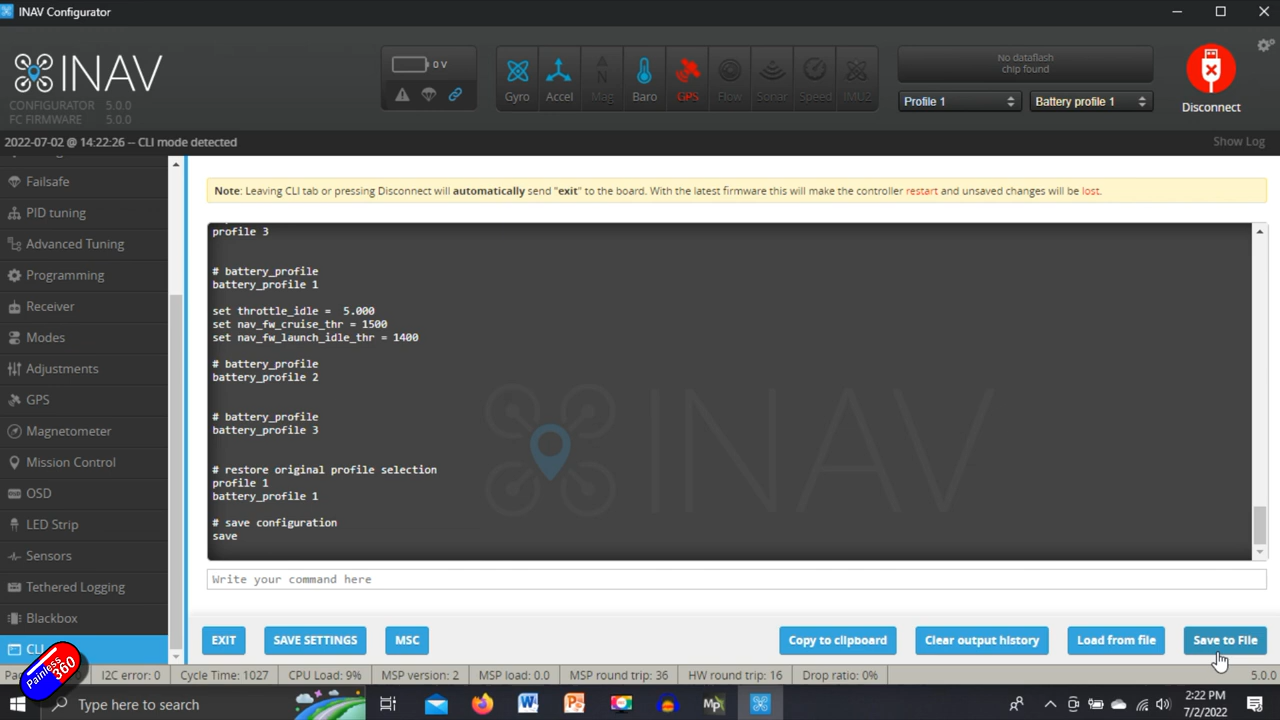 INAV Configurator
INAV
CONFIGURATOR 5.0.0
FC FIRMWARE 5.0.0
0 V
Gyro
Accel
Mag
Baro
GPS
Flow
Sonar
Speed
IMU2
No dataflash
chip found
Profile 1
Battery profile 1
Disconnect
2022-07-02 @ 14:22:26 -- CLI mode detected
Show Log
Failsafe
PID tuning
Advanced Tuning
Programming
Receiver
Modes
Adjustments
GPS
Magnetometer
Mission Control
OSD
LED Strip
Sensors
Tethered Logging
Blackbox
CLI
Note: Leaving CLI tab or pressing Disconnect will automatically send "exit" to the board. With the latest firmware this will make the controller restart and unsaved changes will be lost.
profile 3
# battery_profile
battery_profile 1
set throttle_idle =  5.000
set nav_fw_cruise_thr = 1500
set nav_fw_launch_idle_thr = 1400
# battery_profile
battery_profile 2
# battery_profile
battery_profile 3
# restore original profile selection
profile 1
battery_profile 1
# save configuration
save
INAV
Write your command here
EXIT
SAVE SETTINGS
MSC
Copy to clipboard
Clear output history
Load from file
Save to File
Painless
360
I2C error: 0
Cycle Time: 1027
CPU Load: 9%
MSP version: 2
MSP load: 0.0
MSP round trip: 36
HW round trip: 16
Drop ratio: 0%
5.0.0
Type here to search
Mp
2:22 PM
7/2/2022